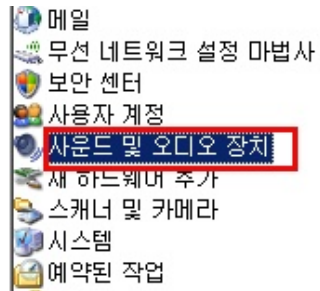 메일
무선 네트워크 설정 마법사
보안 센터
사용자 계정
사운드 및 오디오 장치
새 하드웨어 추가
스캐너 및 카메라
시스템
예약된 작업